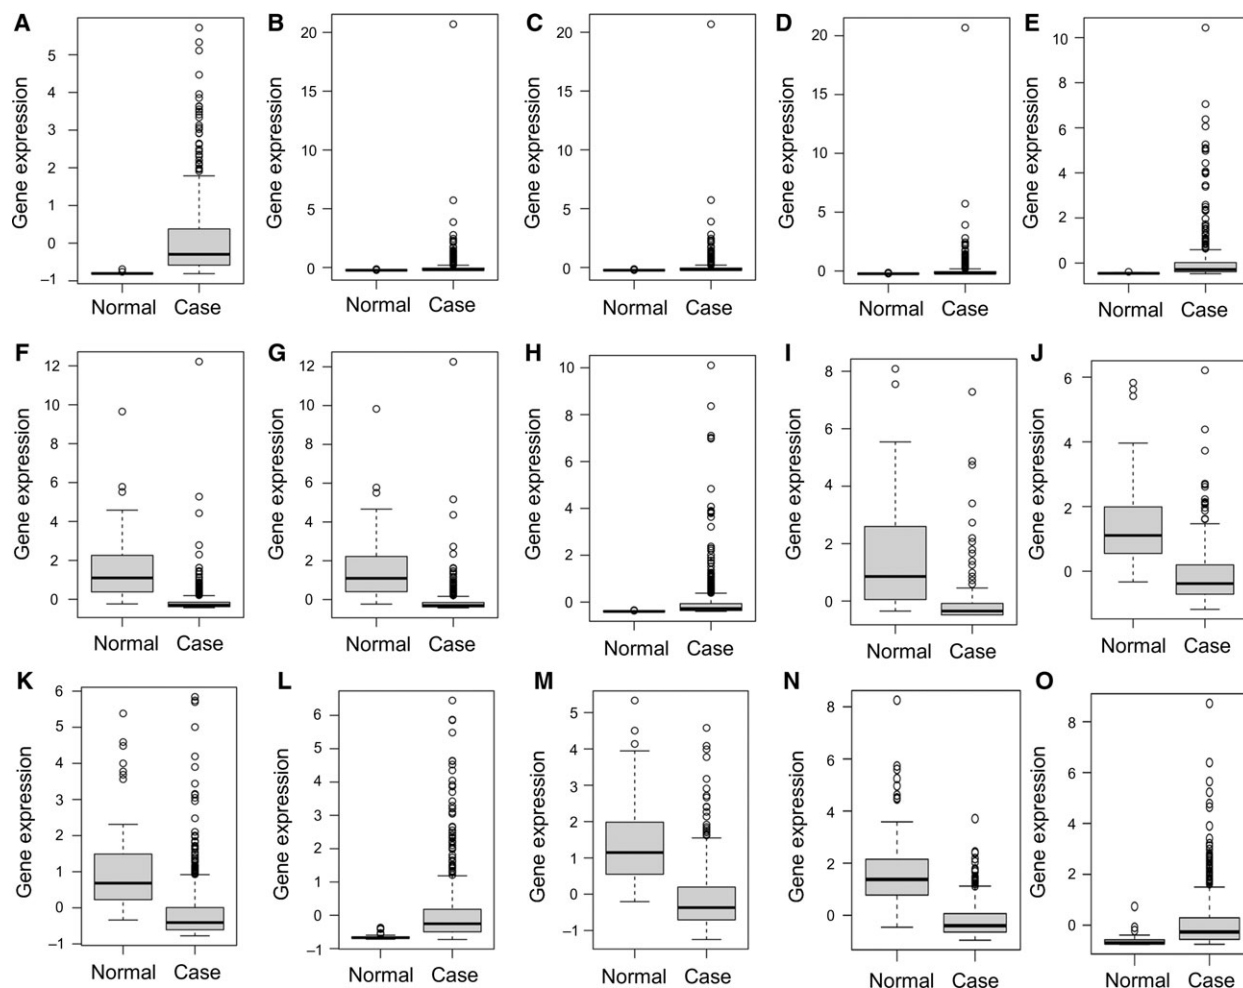 A B C D E
Gene expression Gene expression Gene expression Gene expression Gene expression
5 4 3 2 1 0 −1
20 15 10 5 0
20 15 10 5 0
20 15 10 5 0
10 8 6 4 2 0
Normal Case Normal Case Normal Case Normal Case Normal Case
F G H I J
Gene expression Gene expression Gene expression Gene expression Gene expression
12 10 8 6 4 2 0
12 10 8 6 4 2 0
10 8 6 4 2 0
8 6 4 2 0
6 4 2 0
Normal Case Normal Case Normal Case Normal Case Normal Case
K L M N O
Gene expression Gene expression Gene expression Gene expression Gene expression
6 5 4 3 2 1 0 −1
6 5 4 3 2 1 0 −1
5 4 3 2 1 0 −1
8 6 4 2 0
8 6 4 2 0
Normal Case Normal Case Normal Case Normal Case Normal Case